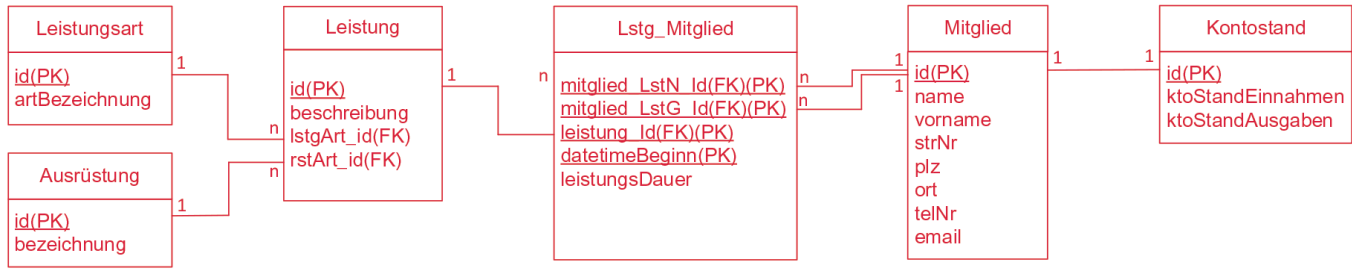 Leistungsart
id(PK)
artBezeichnung
1
n
Ausrüstung
id(PK)
bezeichnung
1
n
Leistung
id(PK)
beschreibung
lstgArt_id(FK)
rstArt_id(FK)
1
n
Lstg_Mitglied
mitglied_LstN_Id(FK)(PK)
mitglied_LstG_Id(FK)(PK)
leistung_Id(FK)(PK)
datetimeBeginn(PK)
leistungsDauer
n
n
1
1
Mitglied
id(PK)
name
vorname
strNr
plz
ort
telNr
email
1
1
Kontostand
id(PK)
ktoStandEinnahmen
ktoStandAusgaben